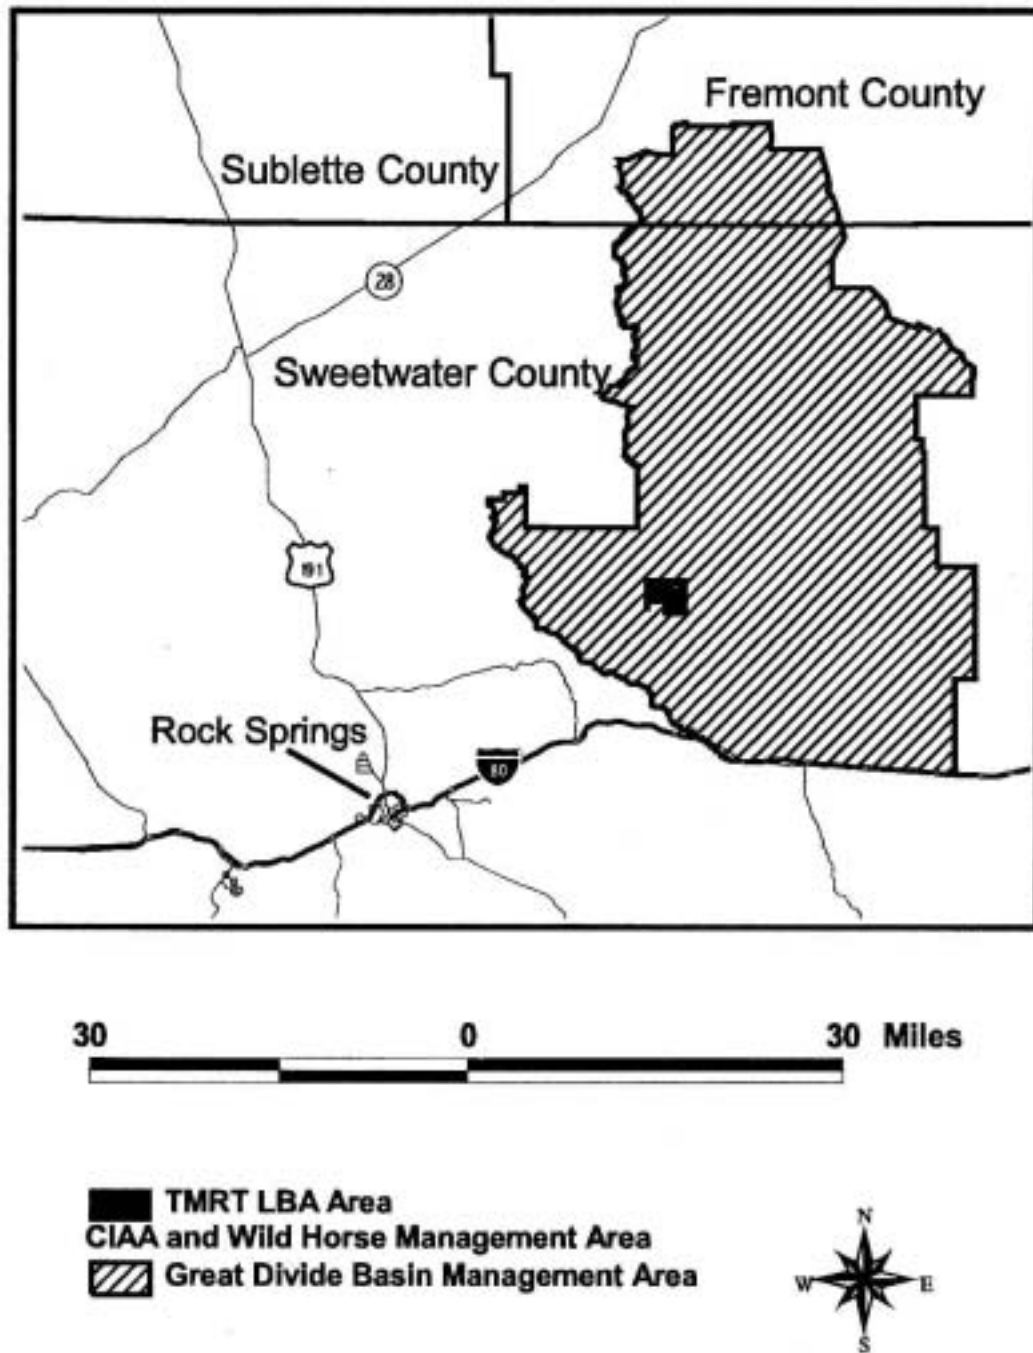 Fremont County
Sublette County
28
Sweetwater County
191
Rock Springs
80
30 0 30 Miles
TMRT LBA Area
CIAA and Wild Horse Management Area
Great Divide Basin Management Area
N
W E
S